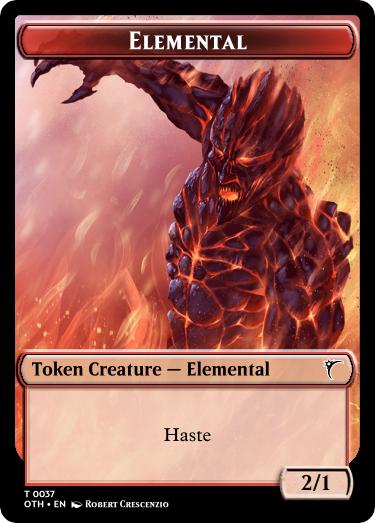 Elemental
Token Creature — Elemental
Haste
2/1
T 0037
OTH • EN Robert Crescenzio